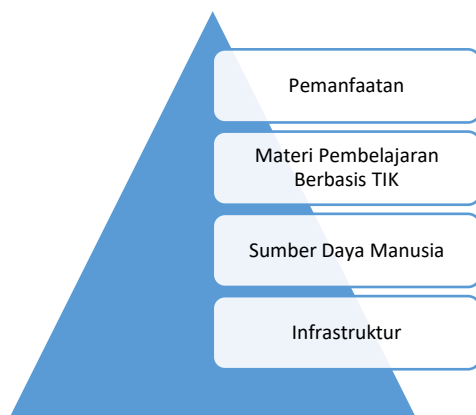 Pemanfaatan
Materi Pembelajaran
Berbasis TIK
Sumber Daya Manusia
Infrastruktur